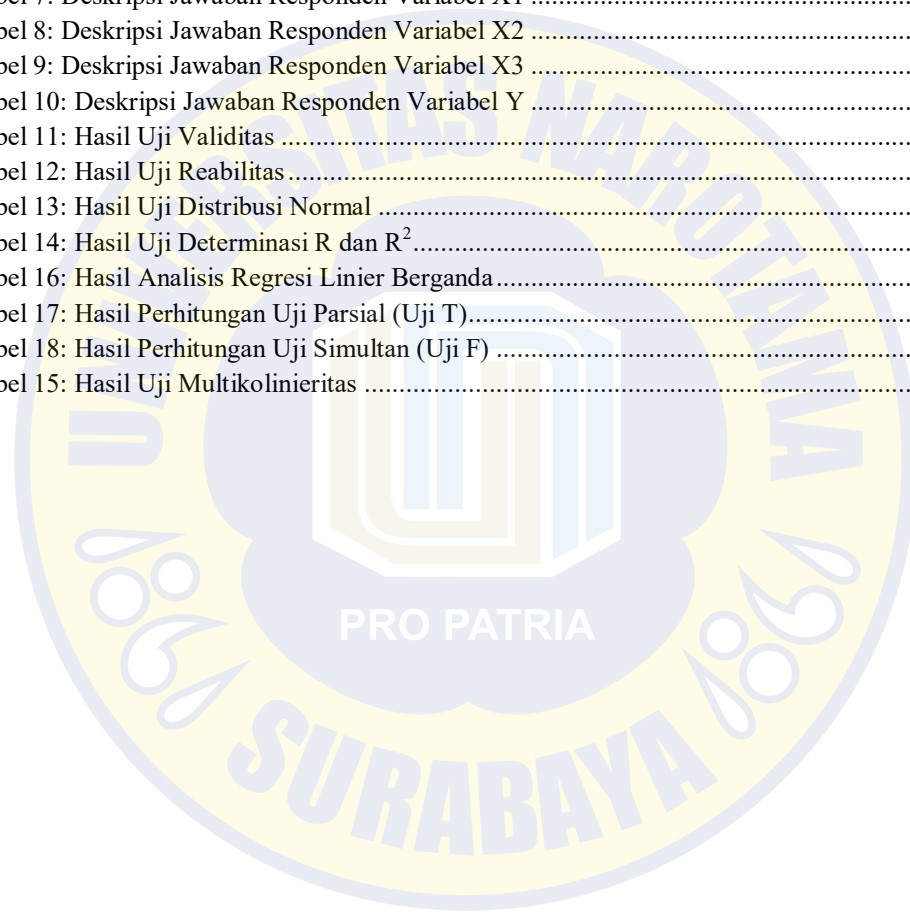 bel 7: Deskripsi Jawaban Responden Variabel X1 ........................................................
bel 8: Deskripsi Jawaban Responden Variabel X2 ........................................................
bel 9: Deskripsi Jawaban Responden Variabel X3 ........................................................
bel 10: Deskripsi Jawaban Responden Variabel Y ........................................................
bel 11: Hasil Uji Validitas ........................................................
bel 12: Hasil Uji Reabilitas ........................................................
bel 13: Hasil Uji Distribusi Normal ........................................................
bel 14: Hasil Uji Determinasi R dan R² ........................................................
bel 16: Hasil Analisis Regresi Linier Berganda ........................................................
bel 17: Hasil Perhitungan Uji Parsial (Uji T) ........................................................
bel 18: Hasil Perhitungan Uji Simultan (Uji F) ........................................................
bel 15: Hasil Uji Multikolinieritas ........................................................
UNIVERSITAS NAROTAMA
PRO PATRIA
1981 1981
SURABAYA